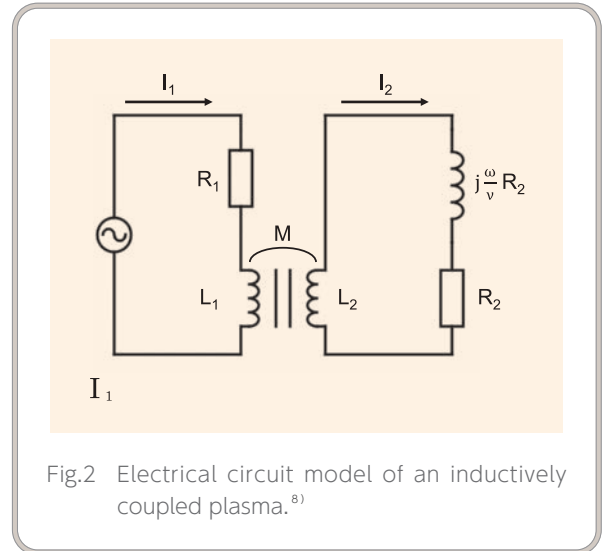 I₁
I₂
R₁
j ω/ν R₂
M
L₁
L₂
R₂
I₁
Fig.2 Electrical circuit model of an inductively
coupled plasma.⁸⁾